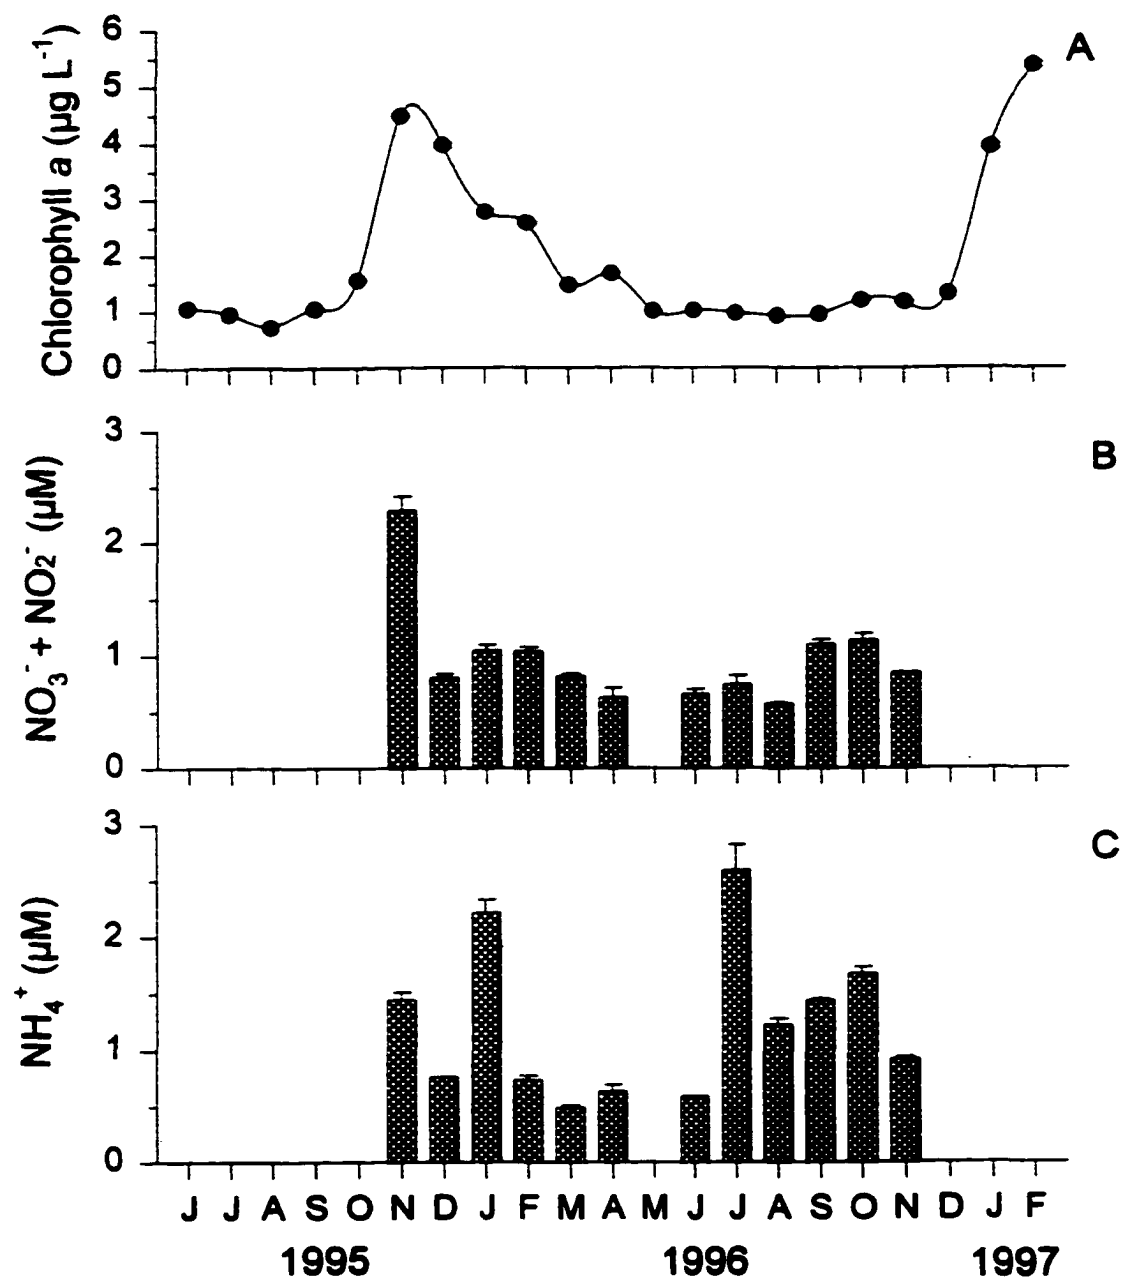 A
Chlorophyll a (µg L⁻¹)
6
5
4
3
2
1
0
B
NO₃⁻ + NO₂⁻ (µM)
3
2
1
0
C
NH₄⁺ (µM)
3
2
1
0
J J A S O N D J F M A M J J A S O N D J F
1995 1996 1997